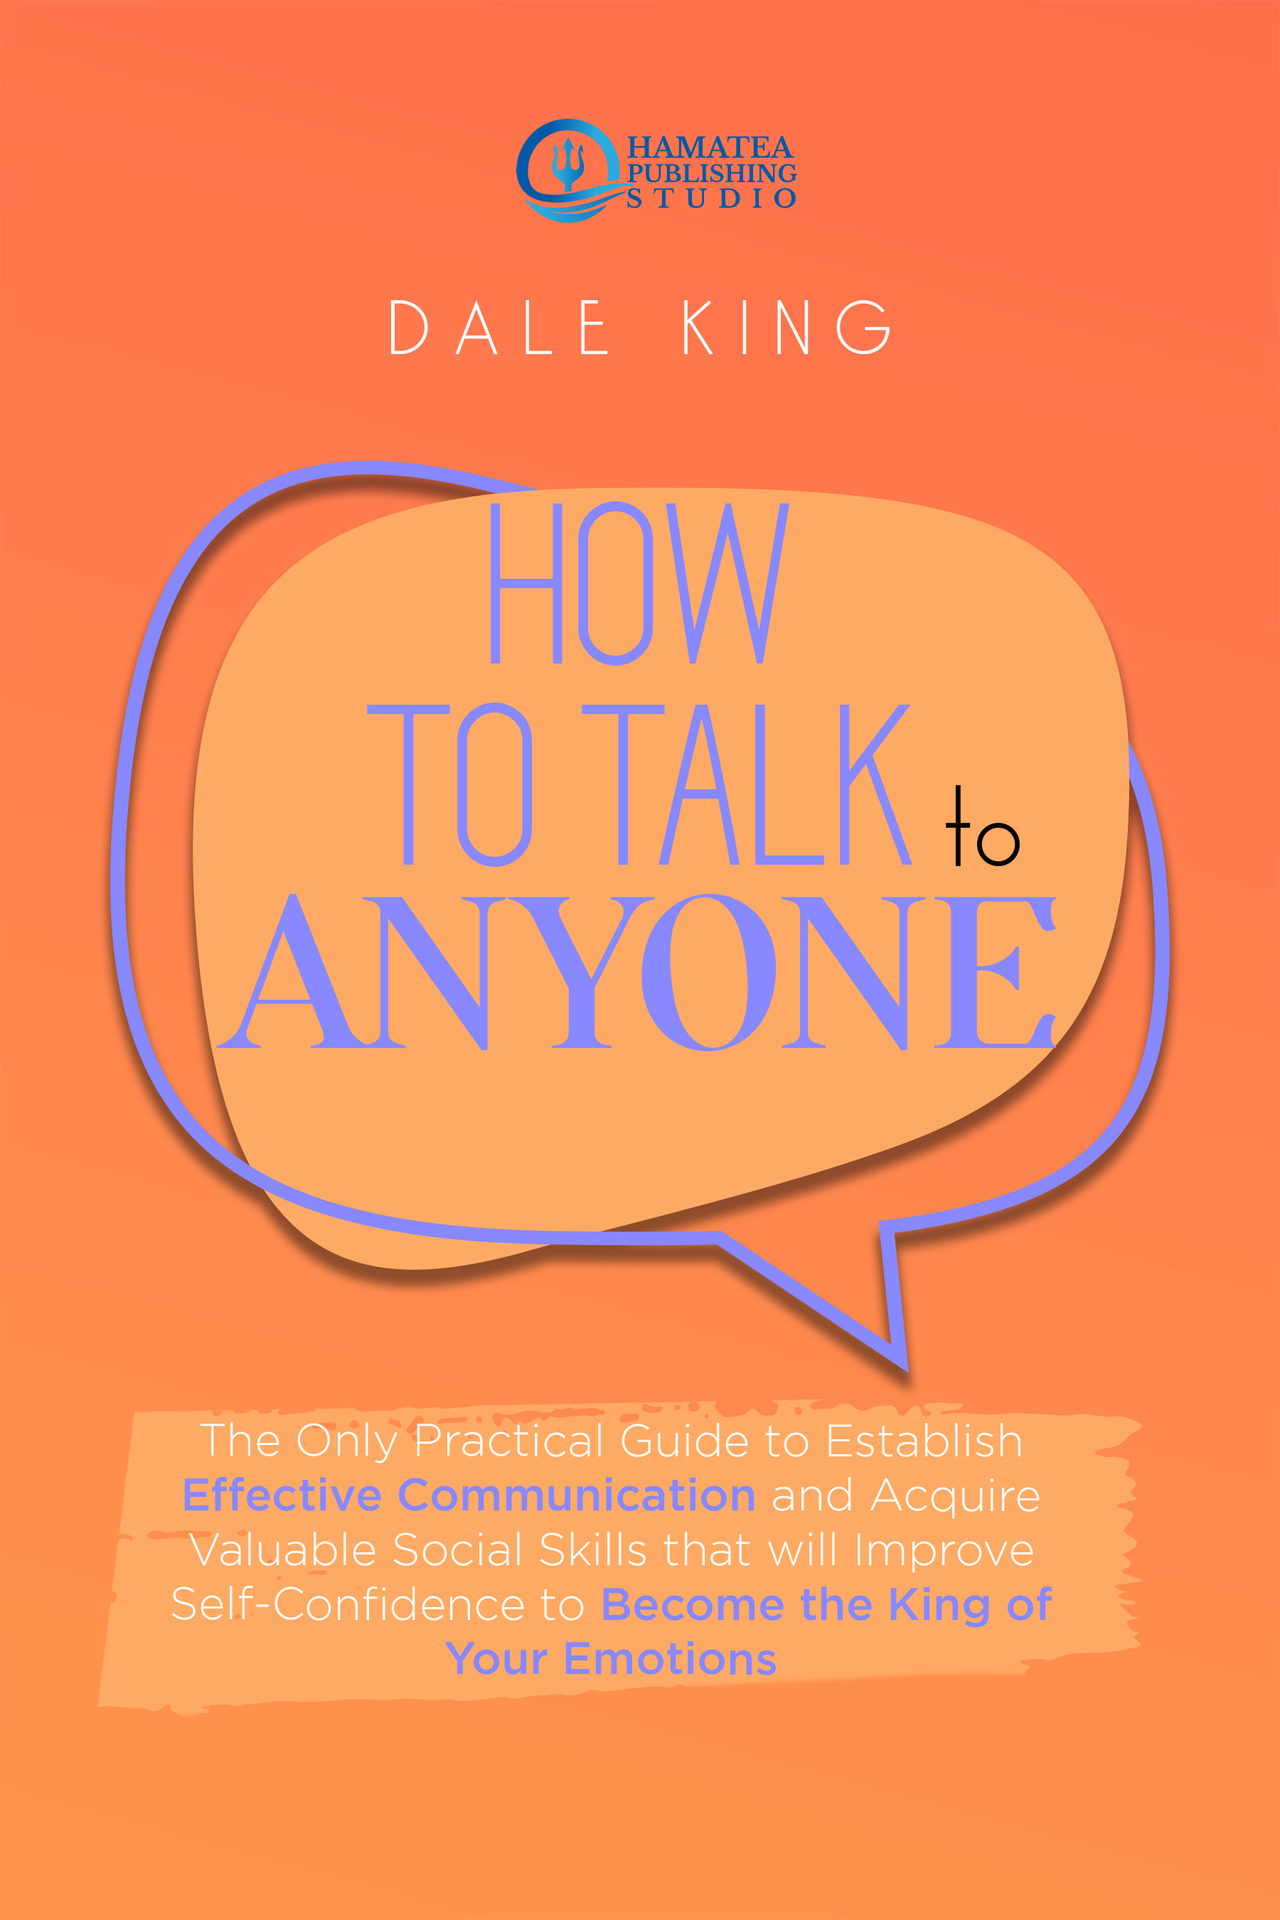 HAMATEA
PUBLISHING
STUDIO
DALE KING
HOW
TO TALK to
ANYONE
The Only Practical Guide to Establish
Effective Communication and Acquire
Valuable Social Skills that will Improve
Self-Confidence to Become the King of
Your Emotions